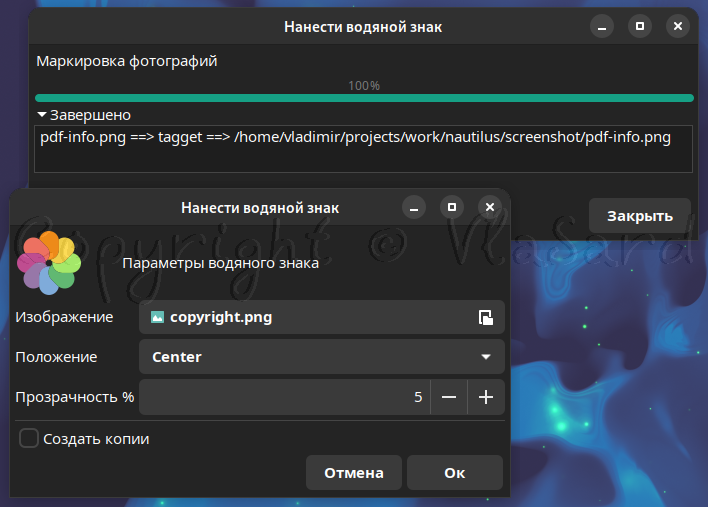 Нанести водяной знак
Маркировка фотографий
100%
Завершено
pdf-info.png ==> tagget ==> /home/vladimir/projects/work/nautilus/screenshot/pdf-info.png
Закрыть
Нанести водяной знак
Copyright © VlaSard
Параметры водяного знака
Изображение copyright.png
Положение Center
Прозрачность % 5
Создать копии
Отмена Ок